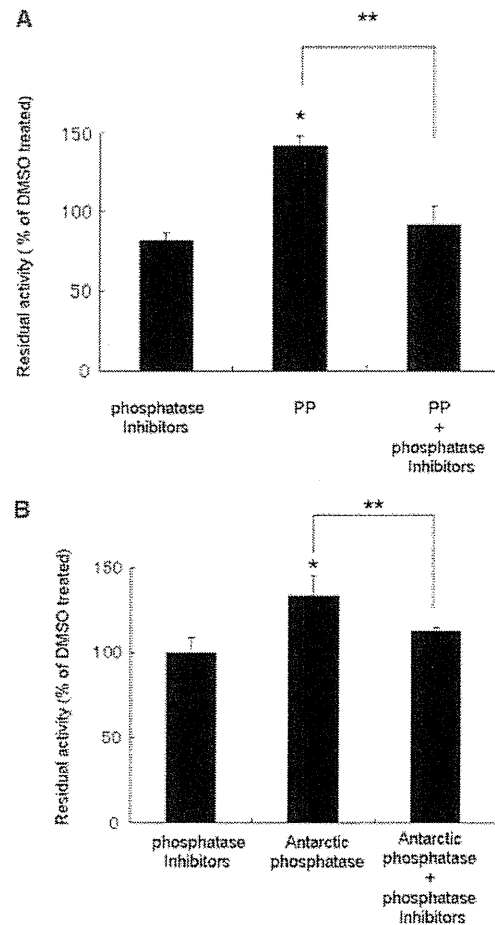 A
**
Residual activity ( % of DMSO treated)
150
*
100
50
0
phosphatase
Inhibitors
PP
PP
+
phosphatase
Inhibitors
B
**
Residual activity (% of DMSO treated)
150
*
100
50
0
phosphatase
Inhibitors
Antarctic
phosphatase
Antarctic
phosphatase
+
phosphatase
Inhibitors